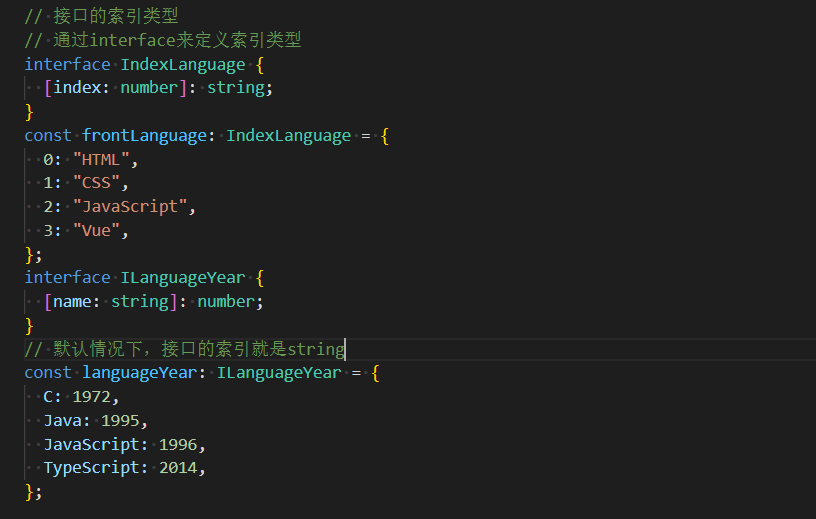 // 接口的索引类型
// 通过interface来定义索引类型
interface IndexLanguage {
  [index: number]: string;
}
const frontLanguage: IndexLanguage = {
  0: "HTML",
  1: "CSS",
  2: "JavaScript",
  3: "Vue",
};
interface ILanguageYear {
  [name: string]: number;
}
// 默认情况下，接口的索引就是string
const languageYear: ILanguageYear = {
  C: 1972,
  Java: 1995,
  JavaScript: 1996,
  TypeScript: 2014,
};